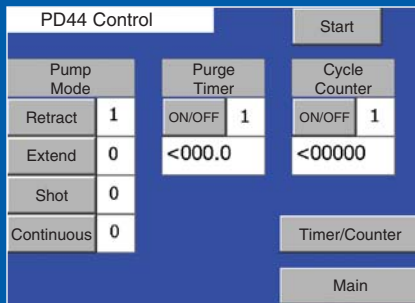 PD44 Control
Start
Pump
Mode
Retract 1
Extend 0
Shot 0
Continuous 0
Purge
Timer
ON/OFF 1
<000.0
Cycle
Counter
ON/OFF 1
<00000
Timer/Counter
Main